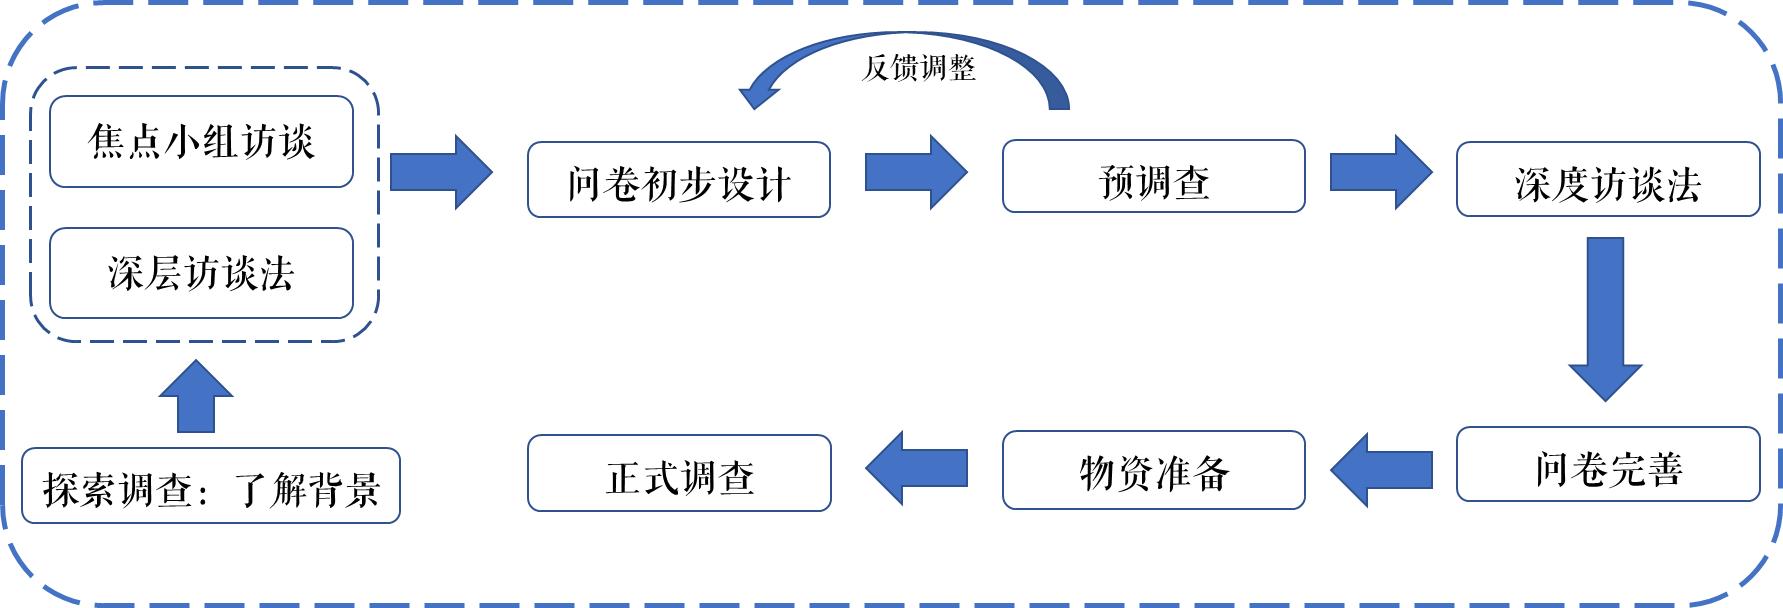 反馈调整
焦点小组访谈
深层访谈法
问卷初步设计
预调查
深度访谈法
探索调查：了解背景
正式调查
物资准备
问卷完善